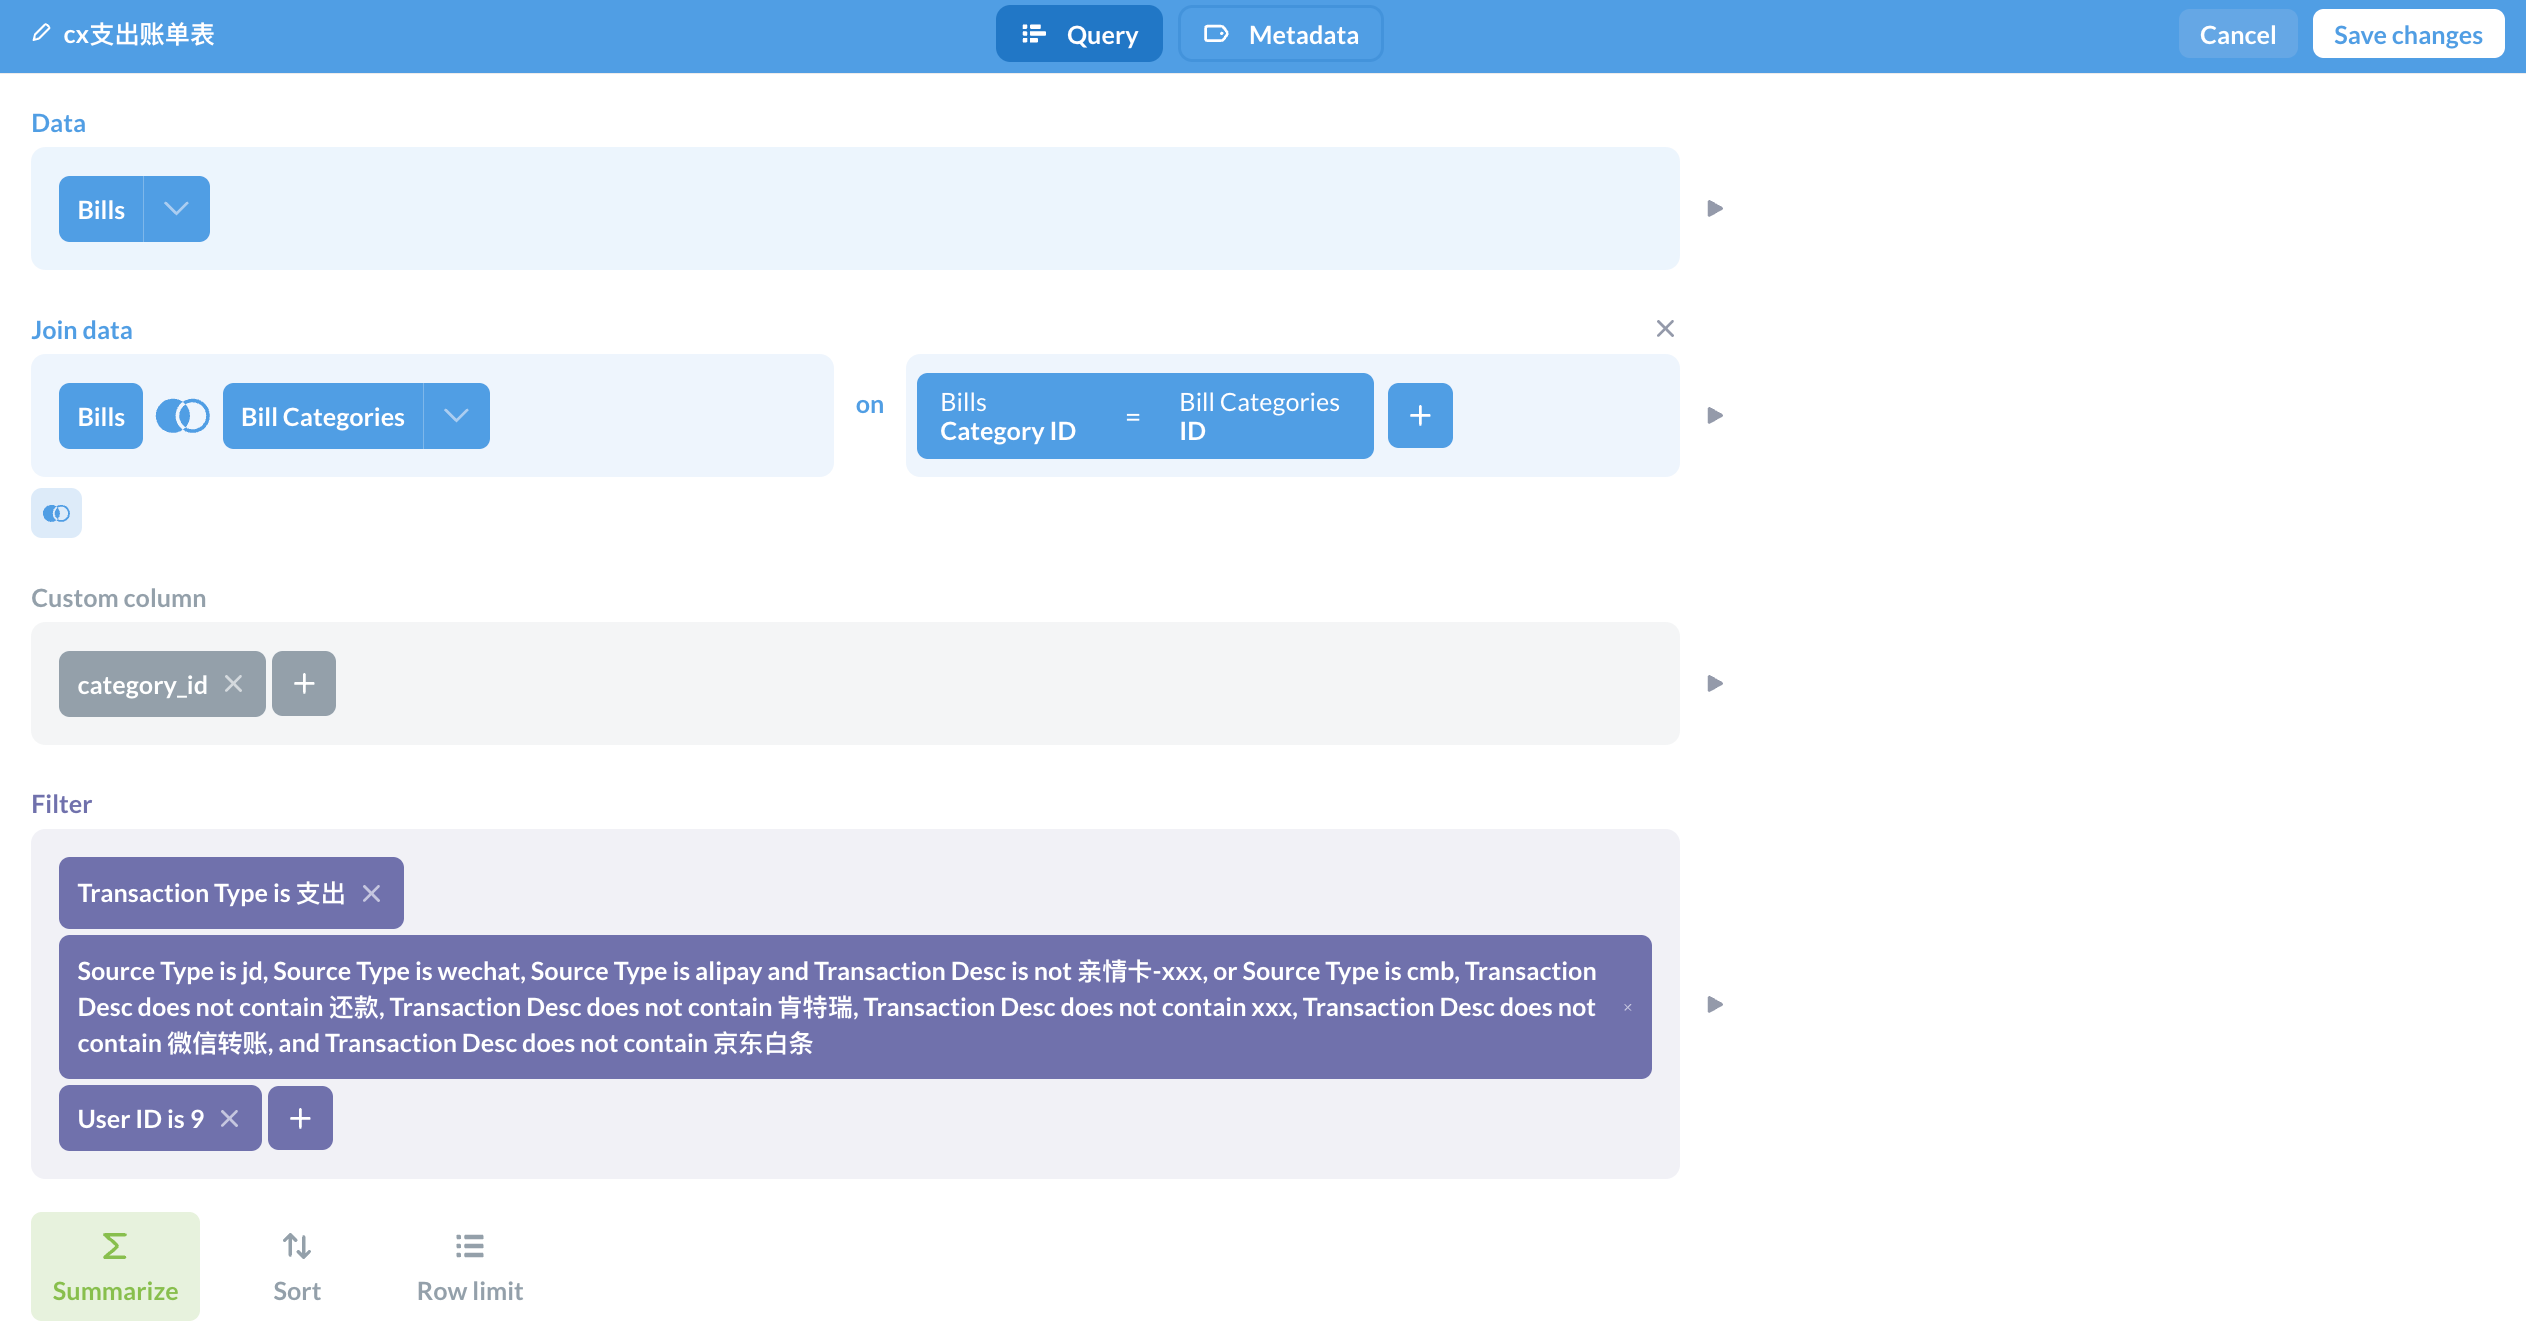 cx支出账单表
Query
Metadata
Cancel
Save changes
Data
Bills
Join data
Bills
Bill Categories
on
Bills
Category ID
=
Bill Categories
ID
Custom column
category_id
Filter
Transaction Type is 支出
Source Type is jd, Source Type is wechat, Source Type is alipay and Transaction Desc is not 亲情卡-xxx, or Source Type is cmb, Transaction
Desc does not contain 还款, Transaction Desc does not contain 肯特瑞, Transaction Desc does not contain xxx, Transaction Desc does not
contain 微信转账, and Transaction Desc does not contain 京东白条
User ID is 9
Summarize
Sort
Row limit